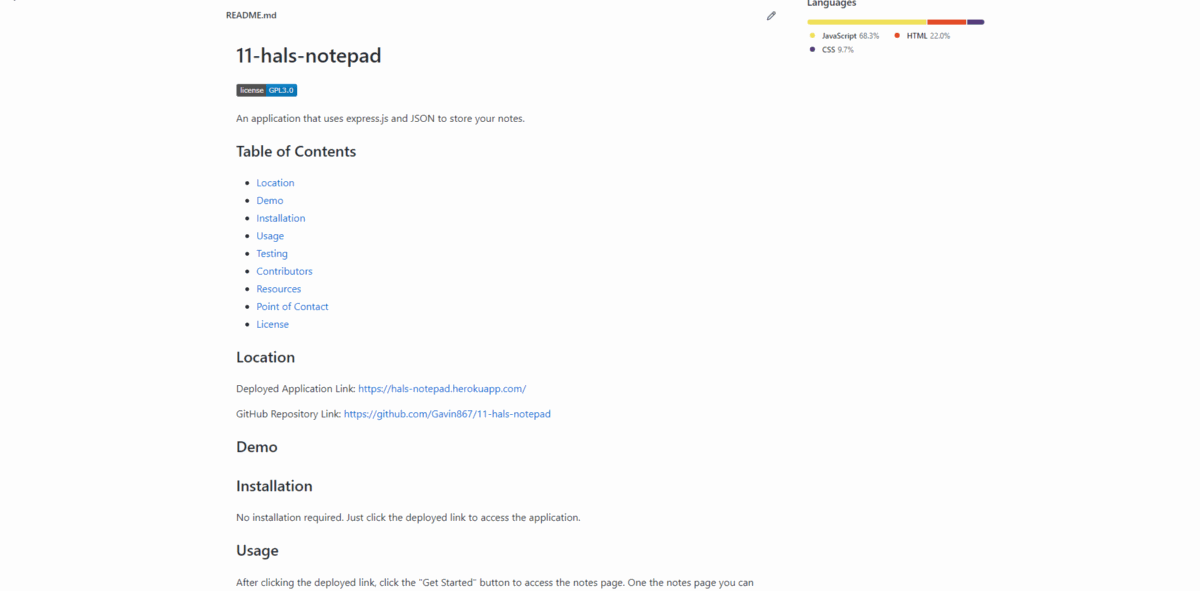 Languages
README.md
JavaScript 68.3% HTML 22.0%
CSS 9.7%
11-hals-notepad
license GPL3.0
An application that uses express.js and JSON to store your notes.
Table of Contents
Location
Demo
Installation
Usage
Testing
Contributors
Resources
Point of Contact
License
Location
Deployed Application Link: https://hals-notepad.herokuapp.com/
GitHub Repository Link: https://github.com/Gavin867/11-hals-notepad
Demo
Installation
No installation required. Just click the deployed link to access the application.
Usage
After clicking the deployed link, click the "Get Started" button to access the notes page. One the notes page you can